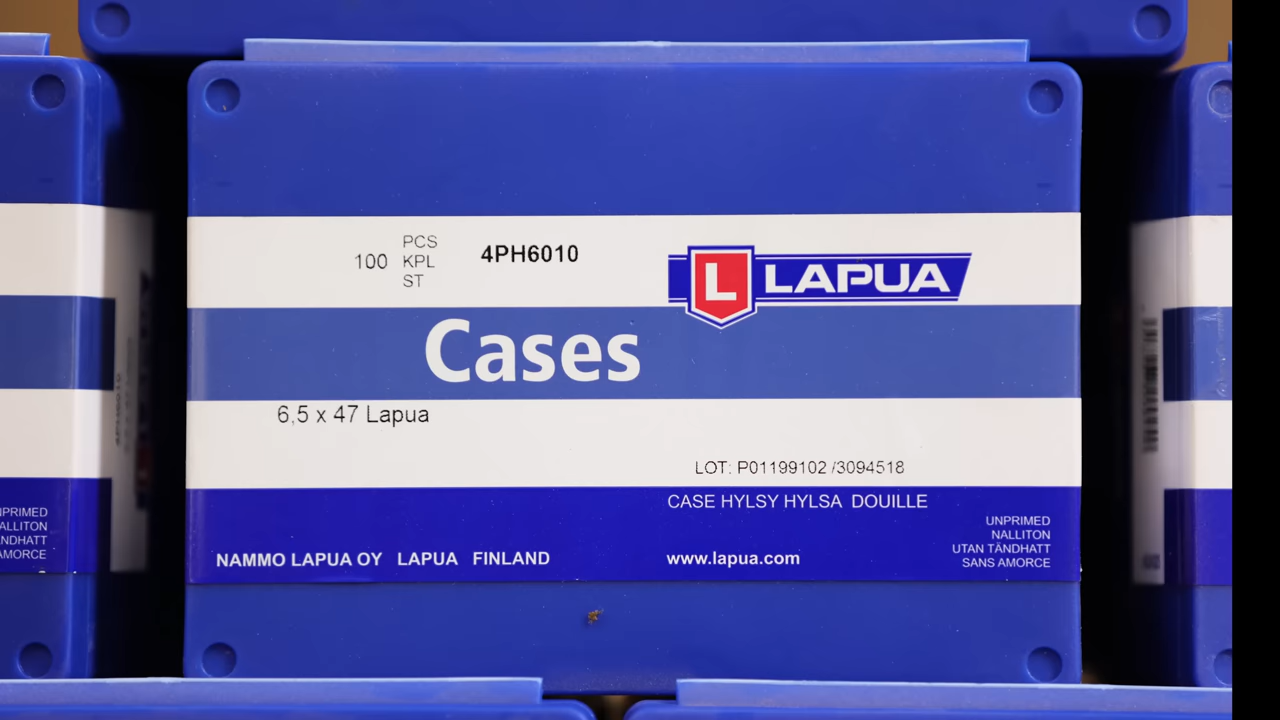 PCS
100 KPL
ST
4PH6010
L LAPUA
Cases
6,5 x 47 Lapua
LOT: P01199102 /3094518
CASE HYLSY HYLSA DOUILLE
UNPRIMED
NALLITON
UTAN TÄNDHATT
SANS AMORCE
NAMMO LAPUA OY LAPUA FINLAND
www.lapua.com